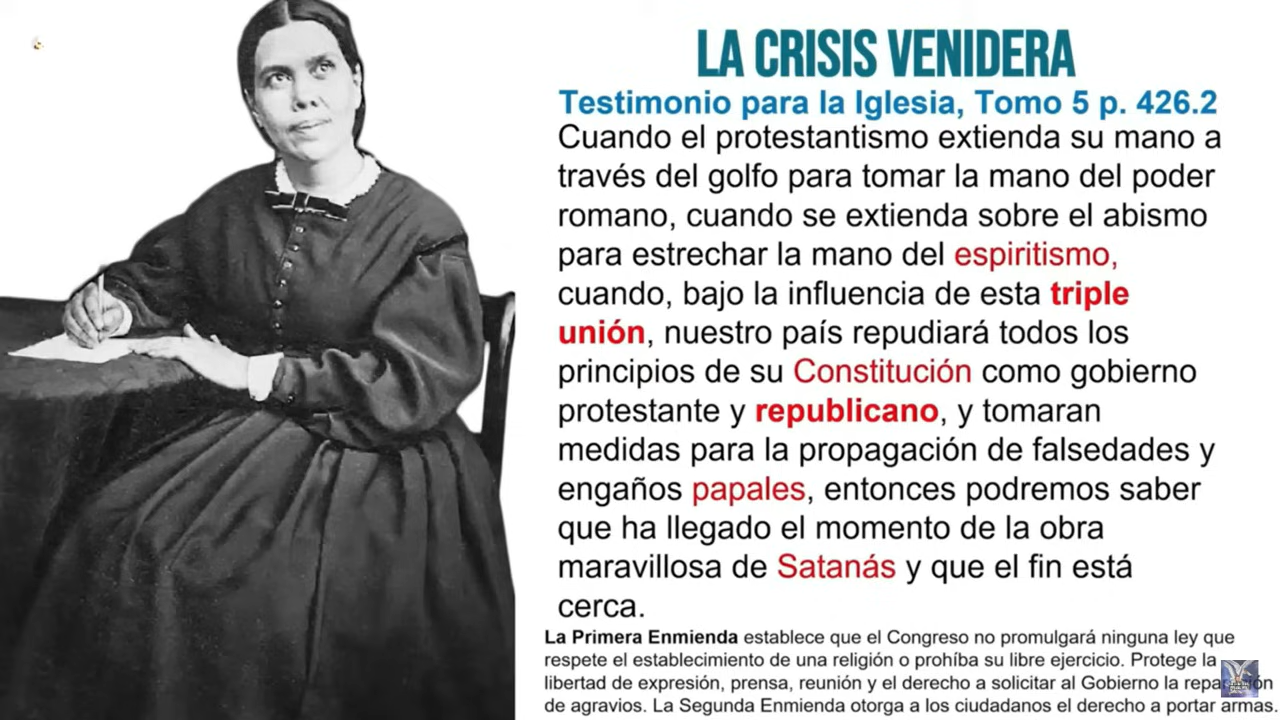 LA CRISIS VENIDERA
Testimonio para la Iglesia, Tomo 5 p. 426.2
Cuando el protestantismo extienda su mano a
través del golfo para tomar la mano del poder
romano, cuando se extienda sobre el abismo
para estrechar la mano del espiritismo,
cuando, bajo la influencia de esta triple
unión, nuestro país repudiará todos los
principios de su Constitución como gobierno
protestante y republicano, y tomaran
medidas para la propagación de falsedades y
engaños papales, entonces podremos saber
que ha llegado el momento de la obra
maravillosa de Satanás y que el fin está
cerca.
La Primera Enmienda establece que el Congreso no promulgará ninguna ley que
respete el establecimiento de una religión o prohíba su libre ejercicio. Protege la
libertad de expresión, prensa, reunión y el derecho a solicitar al Gobierno la
de agravios. La Segunda Enmienda otorga a los ciudadanos el derecho a portar armas.